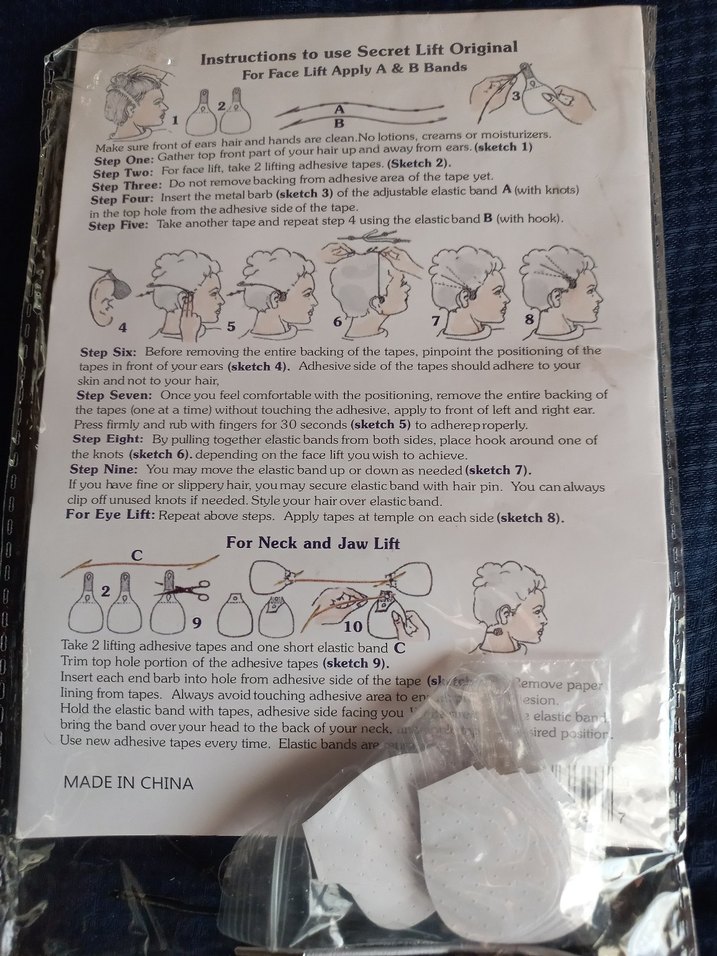 Instructions to use Secret Lift Original
For Face Lift Apply A & B Bands
1
2
A
B
3
Make sure front of ears hair and hands are clean.No lotions, creams or moisturizers.
Step One: Gather top front part of your hair up and away from ears. (sketch 1)
Step Two: For face lift, take 2 lifting adhesive tapes. (Sketch 2).
Step Three: Do not remove backing from adhesive area of the tape yet.
Step Four: Insert the metal barb (sketch 3) of the adjustable elastic band A (with knots)
in the top hole from the adhesive side of the tape.
Step Five: Take another tape and repeat step 4 using the elastic band B (with hook).
4
5
6
7
8
Step Six: Before removing the entire backing of the tapes, pinpoint the positioning of the
tapes in front of your ears (sketch 4). Adhesive side of the tapes should adhere to your
skin and not to your hair,
Step Seven: Once you feel comfortable with the positioning, remove the entire backing of
the tapes (one at a time) without touching the adhesive, apply to front of left and right ear.
Press firmly and rub with fingers for 30 seconds (sketch 5) to adhere properly.
Step Eight: By pulling together elastic bands from both sides, place hook around one of
the knots (sketch 6). depending on the face lift you wish to achieve.
Step Nine: You may move the elastic band up or down as needed (sketch 7).
If you have fine or slippery hair, you may secure elastic band with hair pin. You can always
clip off unused knots if needed. Style your hair over elastic band.
For Eye Lift: Repeat above steps. Apply tapes at temple on each side (sketch 8).
For Neck and Jaw Lift
C
2
9
10
Take 2 lifting adhesive tapes and one short elastic band C
Trim top hole portion of the adhesive tapes (sketch 9).
Insert each end barb into hole from adhesive side of the tape Remove paper
lining from tapes. Always avoid touching adhesive area to
Hold the elastic band with tapes, adhesive side facing you elastic band
bring the band over your head to the back of your neck, position
Use new adhesive tapes every time. Elastic bands are
MADE IN CHINA
7